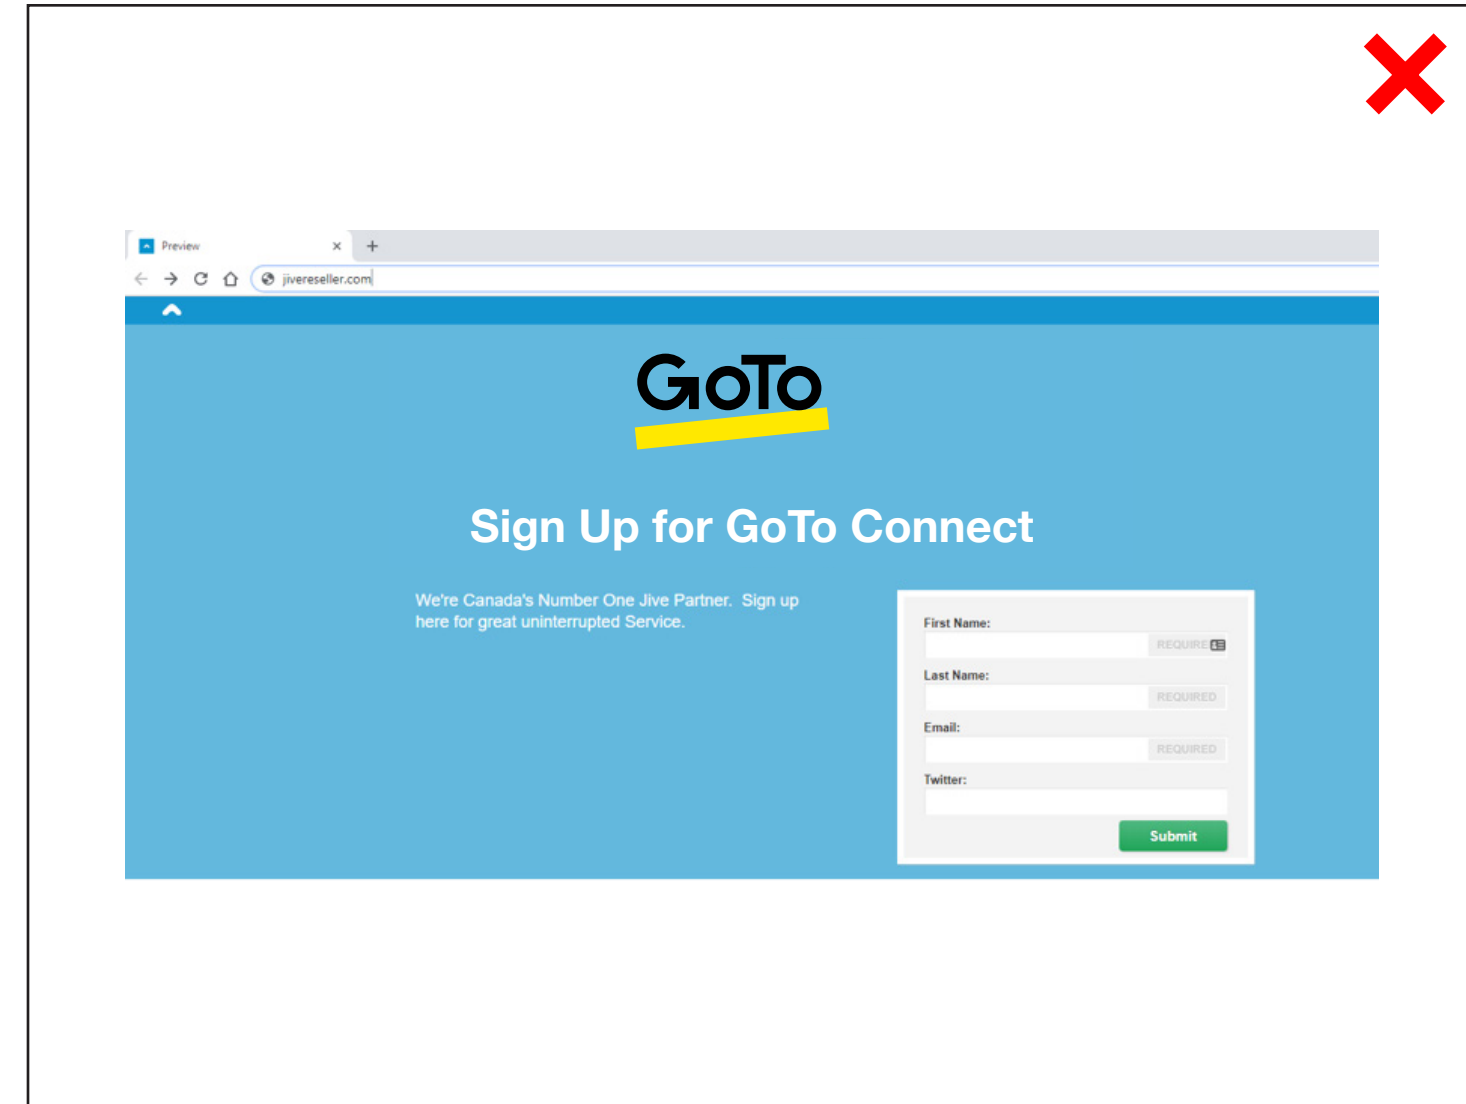 Preview
jivereseller.com
GoTo
Sign Up for GoTo Connect
We're Canada's Number One Jive Partner. Sign up
here for great uninterrupted Service.
First Name:
REQUIRE
Last Name:
REQUIRED
Email:
REQUIRED
Twitter:
Submit